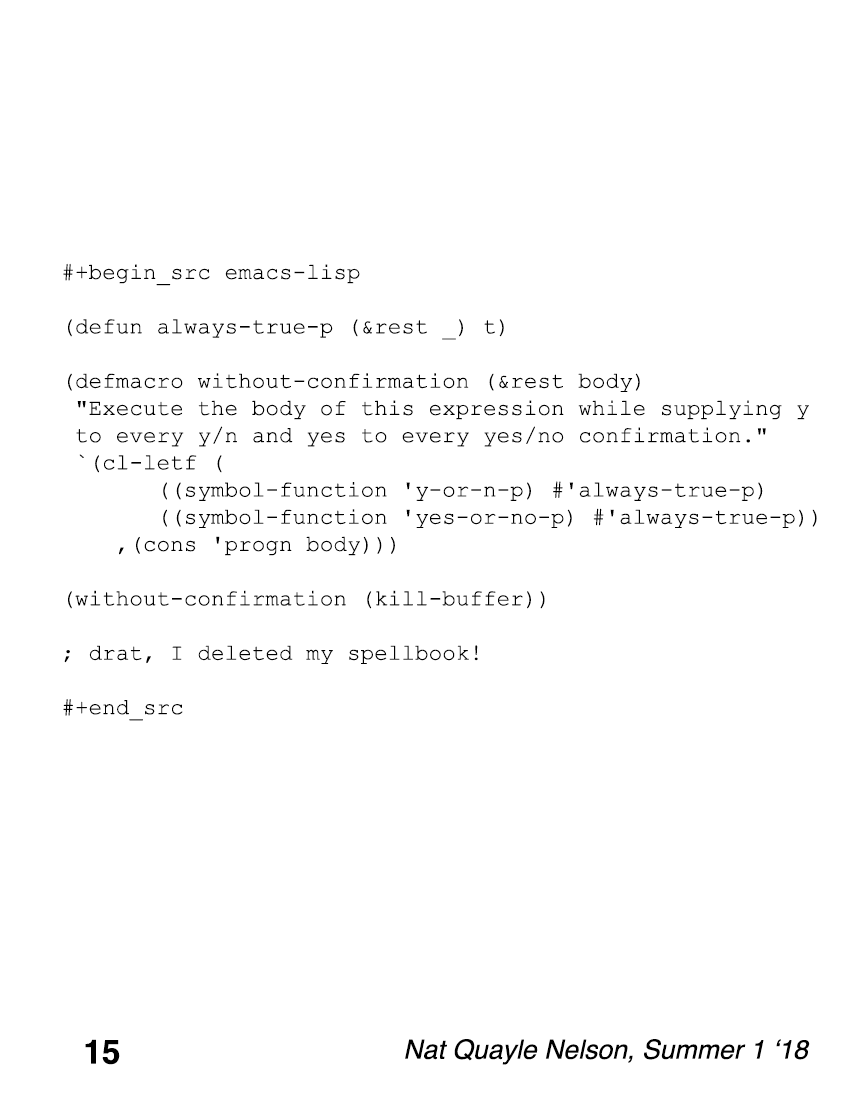 #+begin_src emacs-lisp
(defun always-true-p (&rest _) t)
(defmacro without-confirmation (&rest body)
"Execute the body of this expression while supplying y
to every y/n and yes to every yes/no confirmation."
`(cl-letf (
((symbol-function 'y-or-n-p) #'always-true-p)
((symbol-function 'yes-or-no-p) #'always-true-p))
,(cons 'progn body)))
(without-confirmation (kill-buffer))
; drat, I deleted my spellbook!
#+end_src
15 Nat Quayle Nelson, Summer 1 ‘18